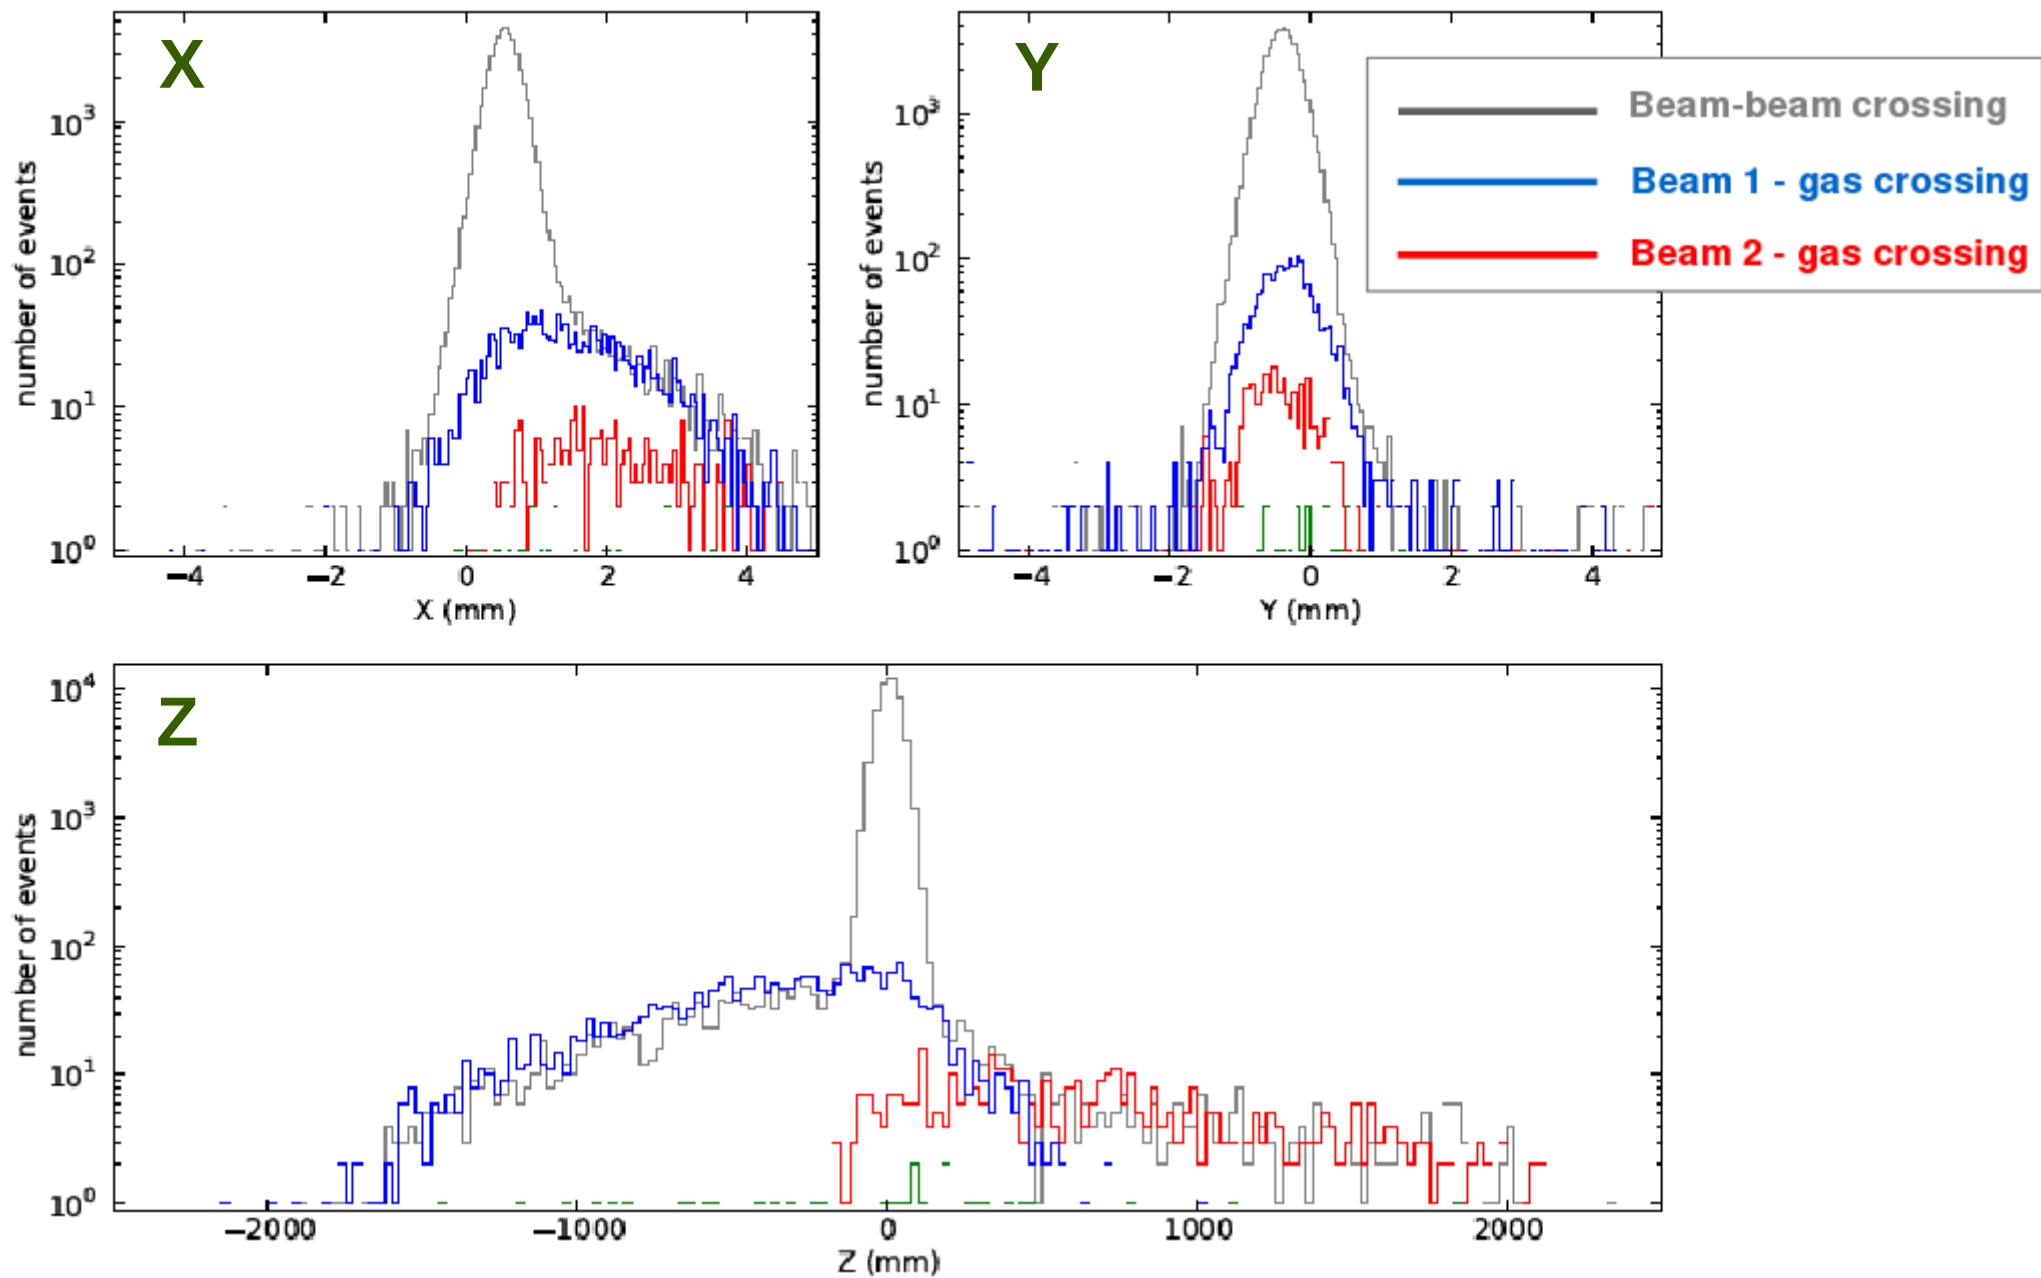 X
10³
10²
10¹
10⁰
number of events
−4 −2 0 2 4
X (mm)
Y
10³
10²
10¹
10⁰
number of events
−4 −2 0 2 4
Y (mm)
Beam-beam crossing
Beam 1 - gas crossing
Beam 2 - gas crossing
Z
10⁴
10³
10²
10¹
10⁰
number of events
−2000 −1000 0 1000 2000
Z (mm)